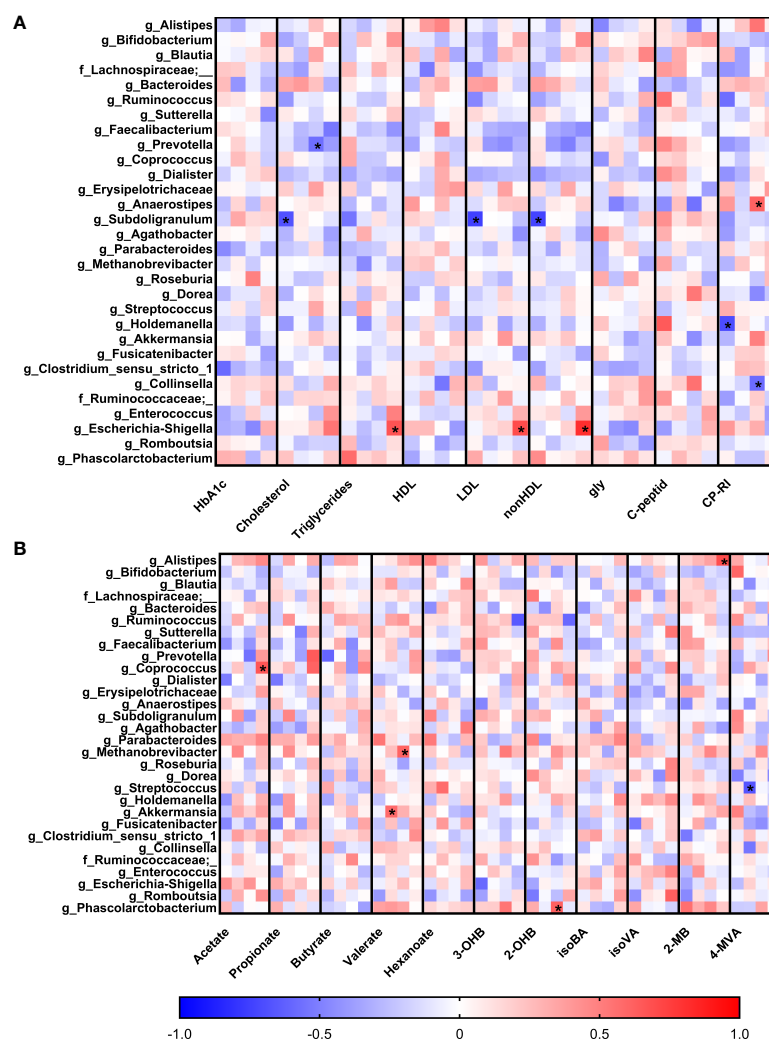 A
g_Alistipes
g_Bifidobacterium
g_Blautia
f_Lachnospiraceae;__
g_Bacteroides
g_Ruminococcus
g_Sutterella
g_Faecalibacterium
g_Prevotella
g_Coprococcus
g_Dialister
g_Erysipelotrichaceae
g_Anaerostipes
g_Subdoligranulum
g_Agathobacter
g_Parabacteroides
g_Methanobrevibacter
g_Roseburia
g_Dorea
g_Streptococcus
g_Holdemanella
g_Akkermansia
g_Fusicatenibacter
g_Clostridium_sensu_stricto_1
g_Collinsella
f_Ruminococcaceae;_
g_Enterococcus
g_Escherichia-Shigella
g_Romboutsia
g_Phascolarctobacterium
HbA1c
Cholesterol
Triglycerides
HDL
LDL
nonHDL
gly
C-peptid
CP-RI
B
g_Alistipes
g_Bifidobacterium
g_Blautia
f_Lachnospiraceae;__
g_Bacteroides
g_Ruminococcus
g_Sutterella
g_Faecalibacterium
g_Prevotella
g_Coprococcus
g_Dialister
g_Erysipelotrichaceae
g_Anaerostipes
g_Subdoligranulum
g_Agathobacter
g_Parabacteroides
g_Methanobrevibacter
g_Roseburia
g_Dorea
g_Streptococcus
g_Holdemanella
g_Akkermansia
g_Fusicatenibacter
g_Clostridium_sensu_stricto_1
g_Collinsella
f_Ruminococcaceae;_
g_Enterococcus
g_Escherichia-Shigella
g_Romboutsia
g_Phascolarctobacterium
Acetate
Propionate
Butyrate
Valerate
Hexanoate
3-OHB
2-OHB
isoBA
isoVA
2-MB
4-MVA
-1.0 -0.5 0 0.5 1.0